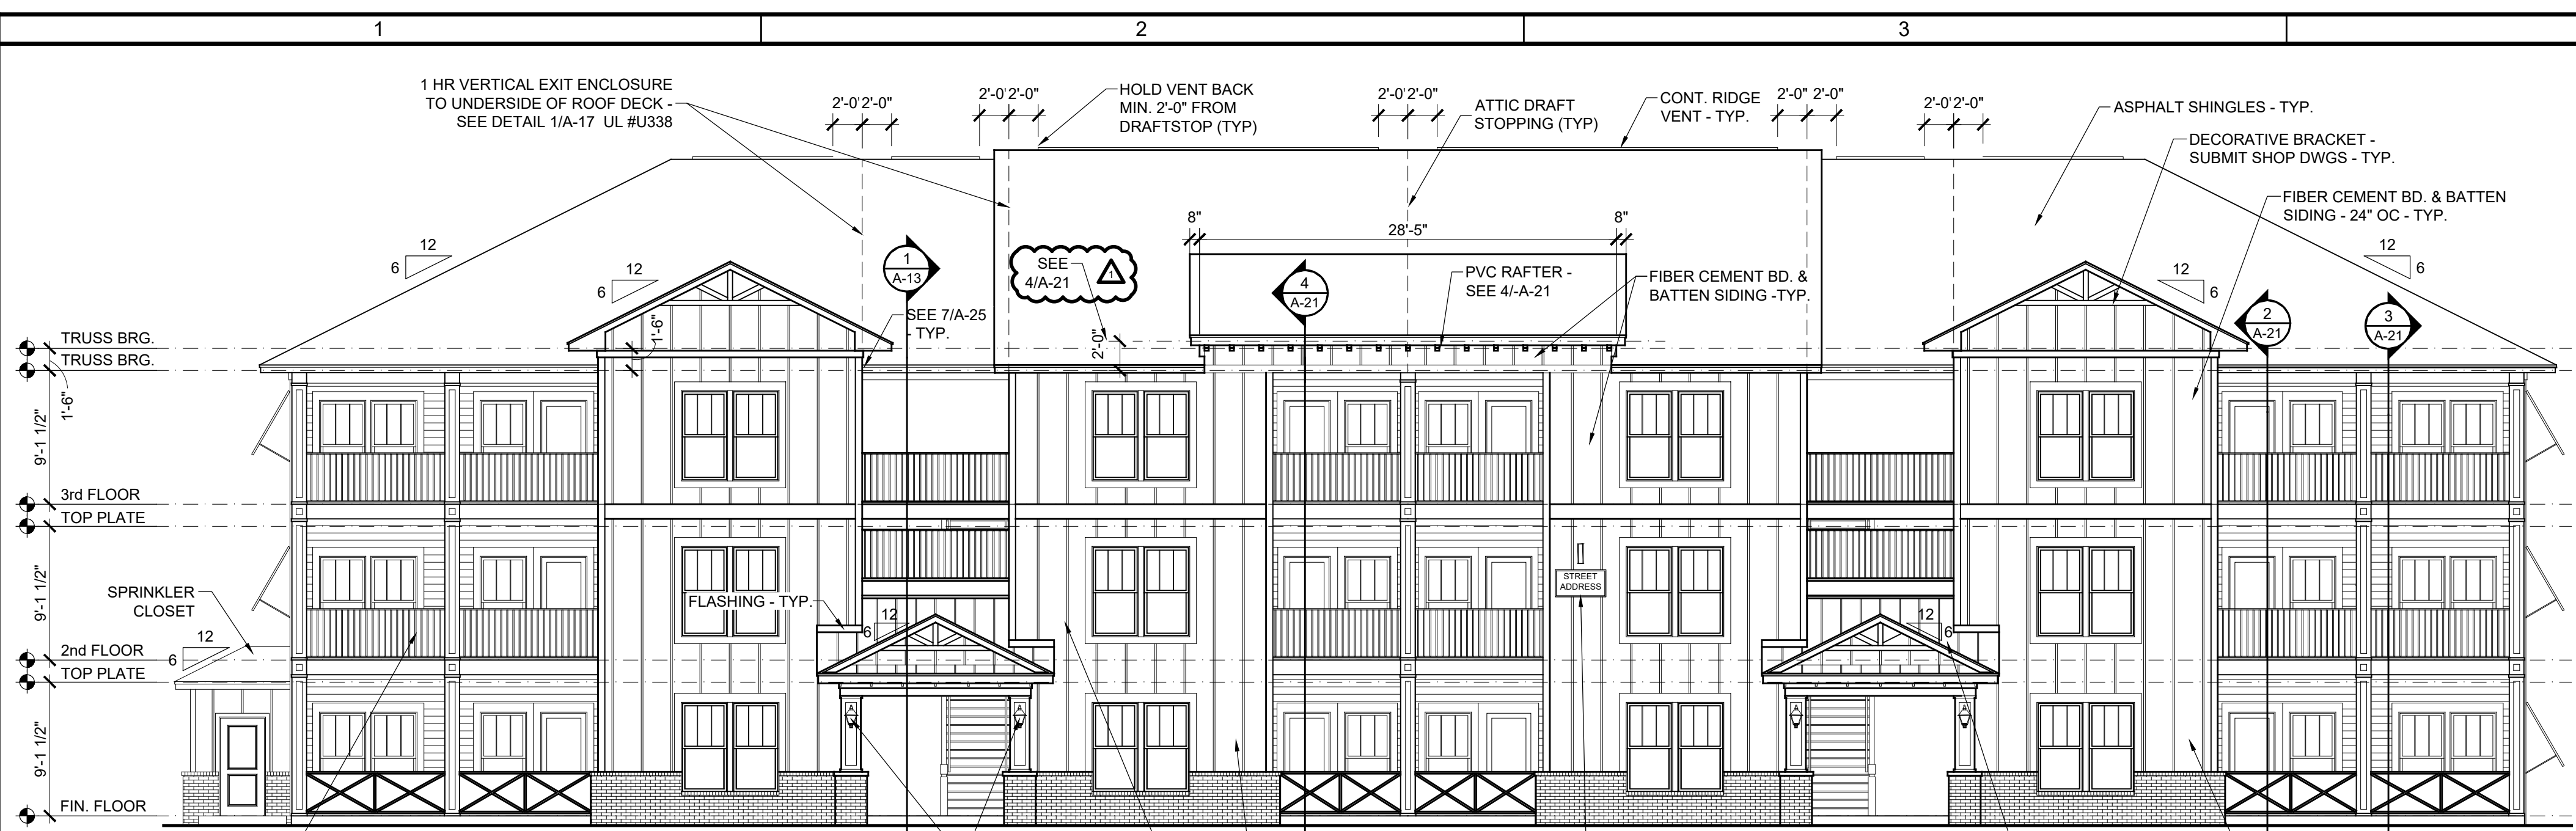 1
2
3
1 HR VERTICAL EXIT ENCLOSURE
TO UNDERSIDE OF ROOF DECK -
SEE DETAIL 1/A-17  UL #U338
2'-0" 2'-0"
2'-0" 2'-0"
HOLD VENT BACK
MIN. 2'-0" FROM
DRAFTSTOP (TYP)
2'-0" 2'-0"
ATTIC DRAFT
STOPPING (TYP)
CONT. RIDGE
VENT - TYP.
2'-0" 2'-0"
2'-0" 2'-0"
ASPHALT SHINGLES - TYP.
DECORATIVE BRACKET -
SUBMIT SHOP DWGS - TYP.
FIBER CEMENT BD. & BATTEN
SIDING - 24" OC - TYP.
12
6
12
6
1
A-13
SEE
4/A-21
1
8"
28'-5"
8"
4
A-21
PVC RAFTER -
SEE 4/-A-21
FIBER CEMENT BD. &
BATTEN SIDING -TYP.
12
6
12
6
2
A-21
3
A-21
SEE 7/A-25
- TYP.
1'-6"
2'-0"
TRUSS BRG.
TRUSS BRG.
1'-6"
9'-1 1/2"
3rd FLOOR
TOP PLATE
9'-1 1/2"
SPRINKLER
CLOSET
12
6
2nd FLOOR
TOP PLATE
9'-1 1/2"
FIN. FLOOR
FLASHING - TYP.
12
6
STREET
ADDRESS
12
6
A
A
A
A